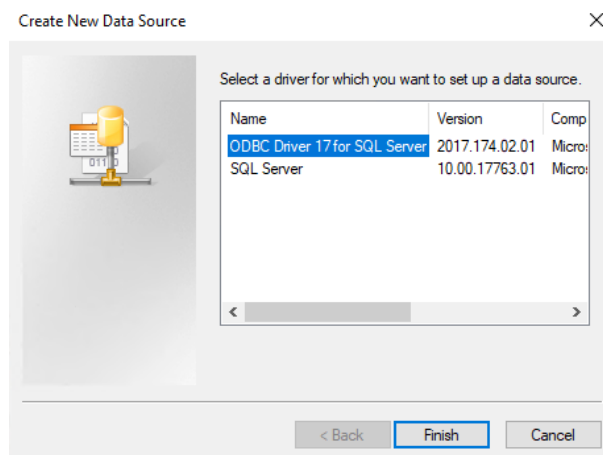 Create New Data Source
Select a driver for which you want to set up a data source.
Name Version Comp
ODBC Driver 17 for SQL Server 2017.174.02.01 Micros
SQL Server 10.00.17763.01 Micros
< Back Finish Cancel